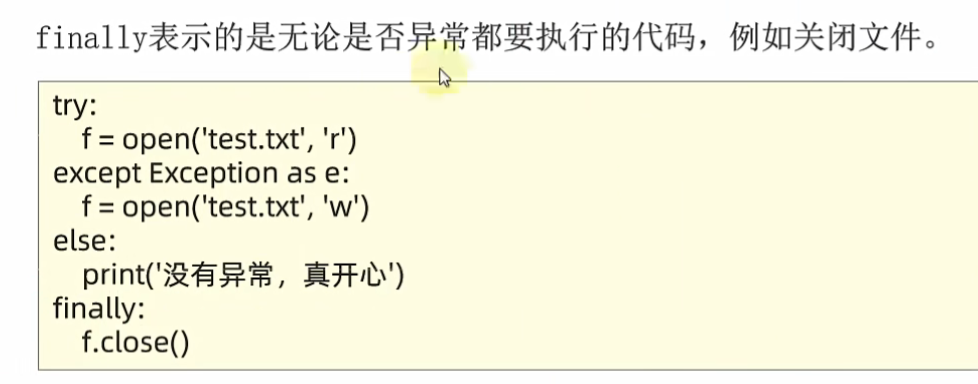 finally表示的是无论是否异常都要执行的代码，例如关闭文件。
try:
    f = open('test.txt', 'r')
except Exception as e:
    f = open('test.txt', 'w')
else:
    print('没有异常，真开心')
finally:
    f.close()